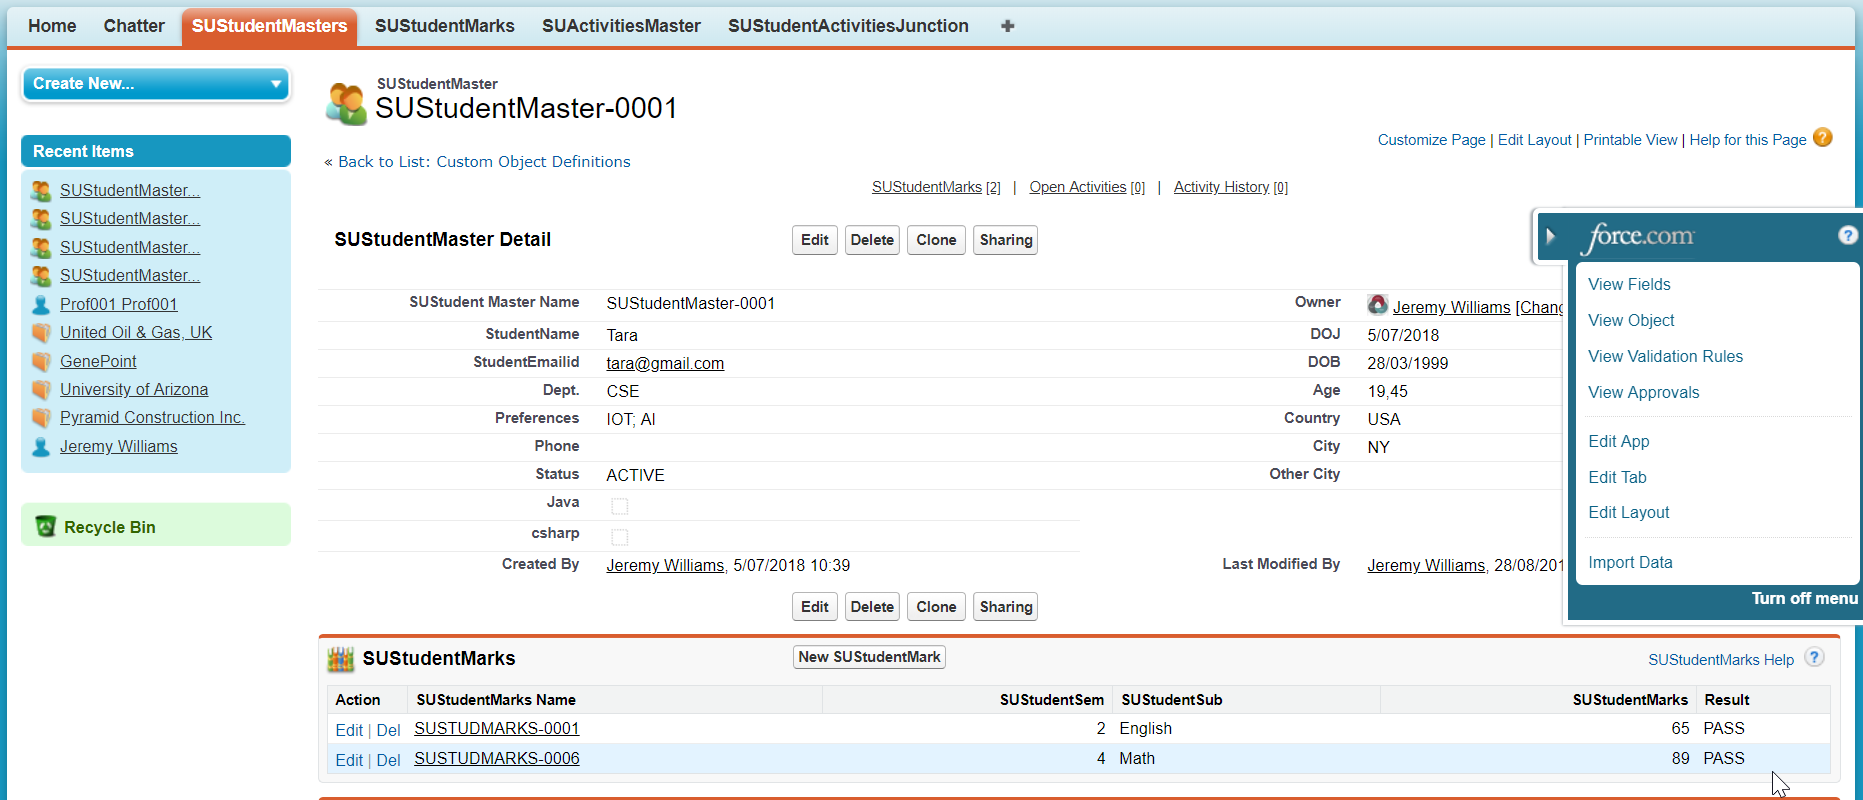 Home Chatter SUStudentMasters SUStudentMarks SUActivitiesMaster SUStudentActivitiesJunction +
Create New...
Recent Items
SUStudentMaster...
SUStudentMaster...
SUStudentMaster...
SUStudentMaster...
Prof001 Prof001
United Oil & Gas, UK
GenePoint
University of Arizona
Pyramid Construction Inc.
Jeremy Williams
Recycle Bin
SUStudentMaster
SUStudentMaster-0001
Customize Page | Edit Layout | Printable View | Help for this Page ?
« Back to List: Custom Object Definitions
SUStudentMarks [2] | Open Activities [0] | Activity History [0]
SUStudentMaster Detail Edit Delete Clone Sharing
SUStudent Master Name SUStudentMaster-0001 Owner Jeremy Williams [Chang
StudentName Tara DOJ 5/07/2018
StudentEmailid tara@gmail.com DOB 28/03/1999
Dept. CSE Age 19,45
Preferences IOT; AI Country USA
Phone City NY
Status ACTIVE Other City
Java
csharp
Created By Jeremy Williams, 5/07/2018 10:39 Last Modified By Jeremy Williams, 28/08/201
Edit Delete Clone Sharing
force.com ?
View Fields
View Object
View Validation Rules
View Approvals
Edit App
Edit Tab
Edit Layout
Import Data
Turn off menu
SUStudentMarks New SUStudentMark SUStudentMarks Help ?
Action SUStudentMarks Name SUStudentSem SUStudentSub SUStudentMarks Result
Edit | Del SUSTUDMARKS-0001 2 English 65 PASS
Edit | Del SUSTUDMARKS-0006 4 Math 89 PASS